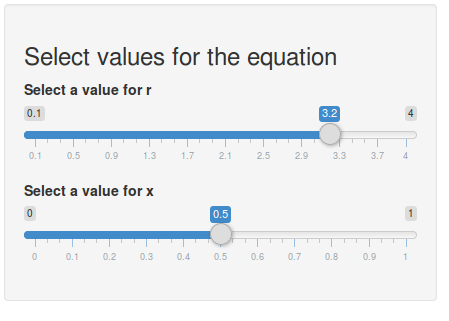 Select values for the equation
Select a value for r
0.1 3.2 4
0.1 0.5 0.9 1.3 1.7 2.1 2.5 2.9 3.3 3.7 4
Select a value for x
0 0.5 1
0 0.1 0.2 0.3 0.4 0.5 0.6 0.7 0.8 0.9 1